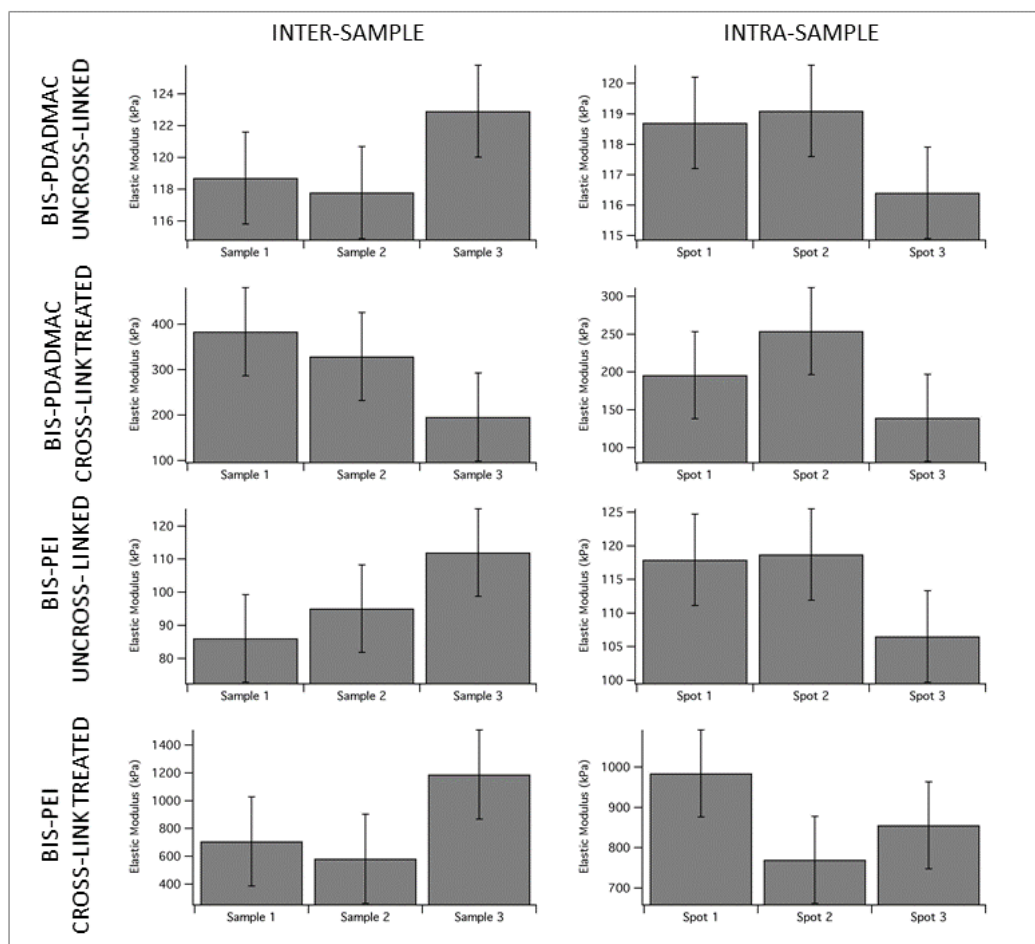 INTER-SAMPLE
INTRA-SAMPLE
BIS-PDADMAC
UNCROSS-LINKED
Elastic Modulus (kPa)
124
122
120
118
116
Sample 1
Sample 2
Sample 3
Elastic Modulus (kPa)
120
119
118
117
116
115
Spot 1
Spot 2
Spot 3
BIS-PDADMAC
CROSS-LINK TREATED
Elastic Modulus (kPa)
400
300
200
100
Sample 1
Sample 2
Sample 3
Elastic Modulus (kPa)
300
250
200
150
100
Spot 1
Spot 2
Spot 3
BIS-PEI
UNCROSS- LINKED
Elastic Modulus (kPa)
120
110
100
90
80
Sample 1
Sample 2
Sample 3
Elastic Modulus (kPa)
125
120
115
110
105
100
Spot 1
Spot 2
Spot 3
BIS-PEI
CROSS-LINK TREATED
Elastic Modulus (kPa)
1400
1200
1000
800
600
400
Sample 1
Sample 2
Sample 3
Elastic Modulus (kPa)
1000
900
800
700
Spot 1
Spot 2
Spot 3